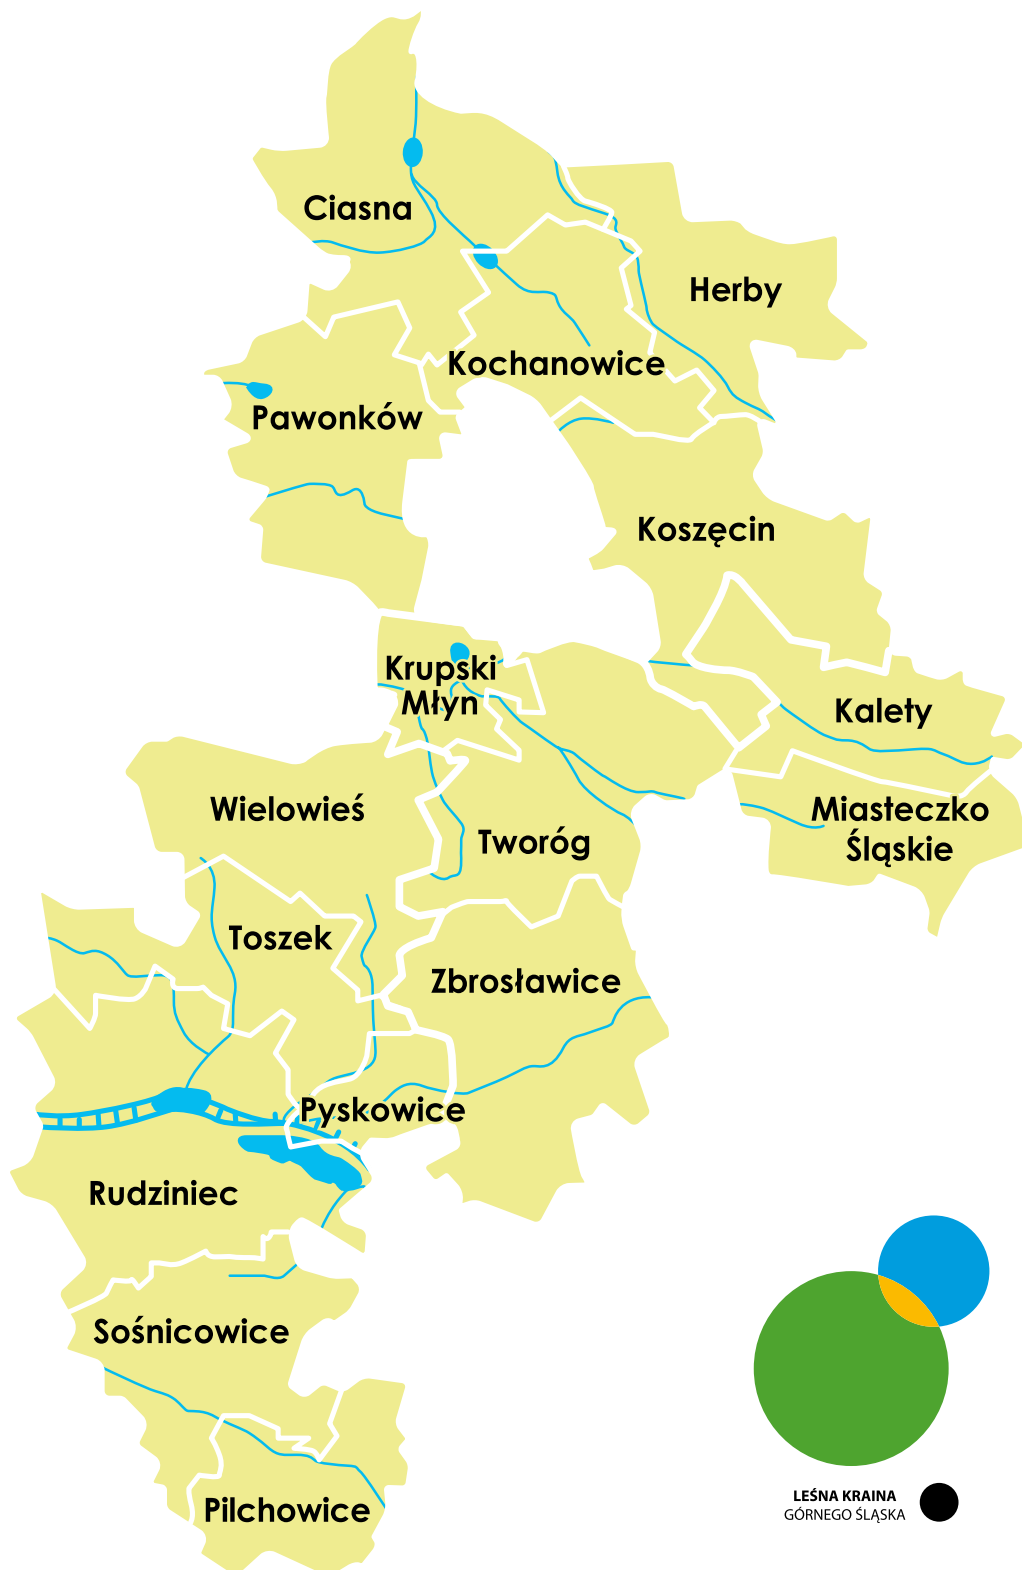 Ciasna
Herby
Kochanowice
Pawonków
Koszęcin
Krupski
Młyn
Kalety
Wielowieś
Miasteczko
Śląskie
Tworóg
Toszek
Zbrosławice
Pyskowice
Rudziniec
Sośnicowice
Pilchowice
LEŚNA KRAINA
GÓRNEGO ŚLĄSKA